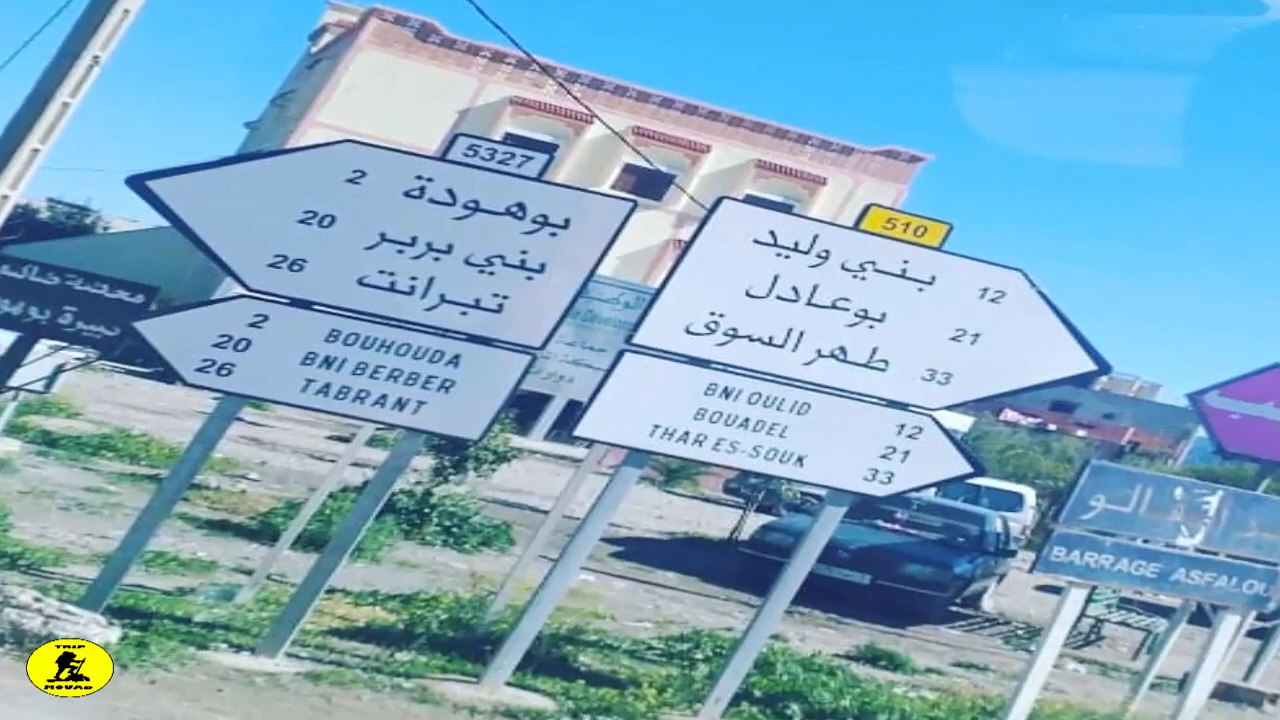 5327
بوهودة 2
بني بربر 20
تبرانت 26
2 BOUHOUDA
20 BNI BERBER
26 TABRANT
510
بني وليد 12
بوعادل 21
طهر السوق 33
BNI OULID 12
BOUADEL 21
THAR ES-SOUK 33
BARRAGE ASFALOU
TRIP
MOVAD